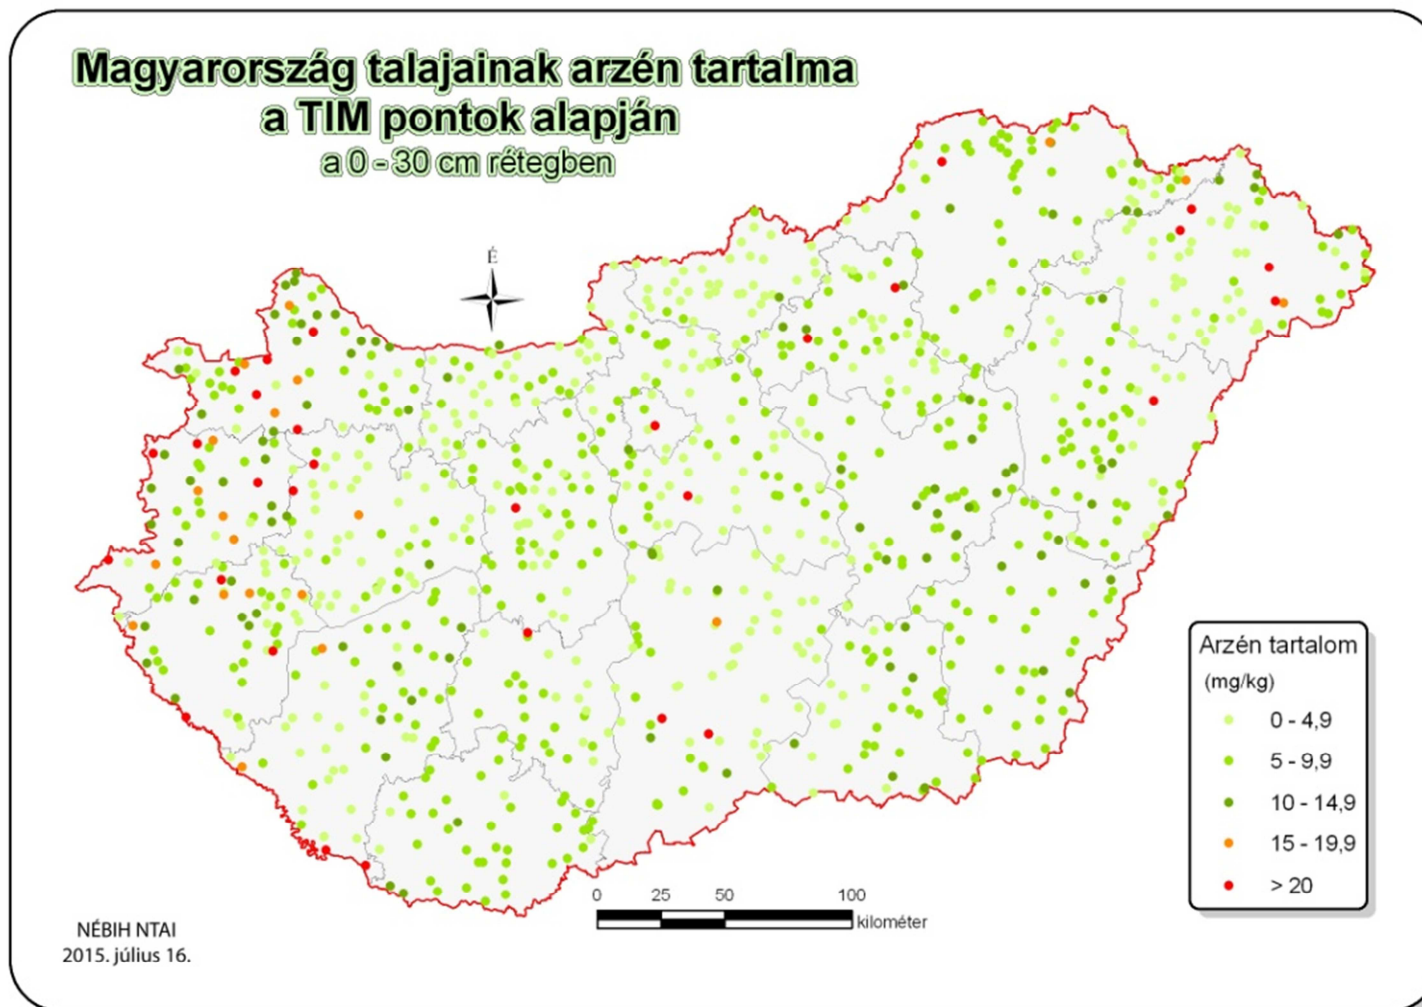 Magyarország talajainak arzén tartalma
a TIM pontok alapján
a 0 - 30 cm rétegben
É
Arzén tartalom
(mg/kg)
0 - 4,9
5 - 9,9
10 - 14,9
15 - 19,9
> 20
0 25 50 100
kilométer
NÉBIH NTAI
2015. július 16.